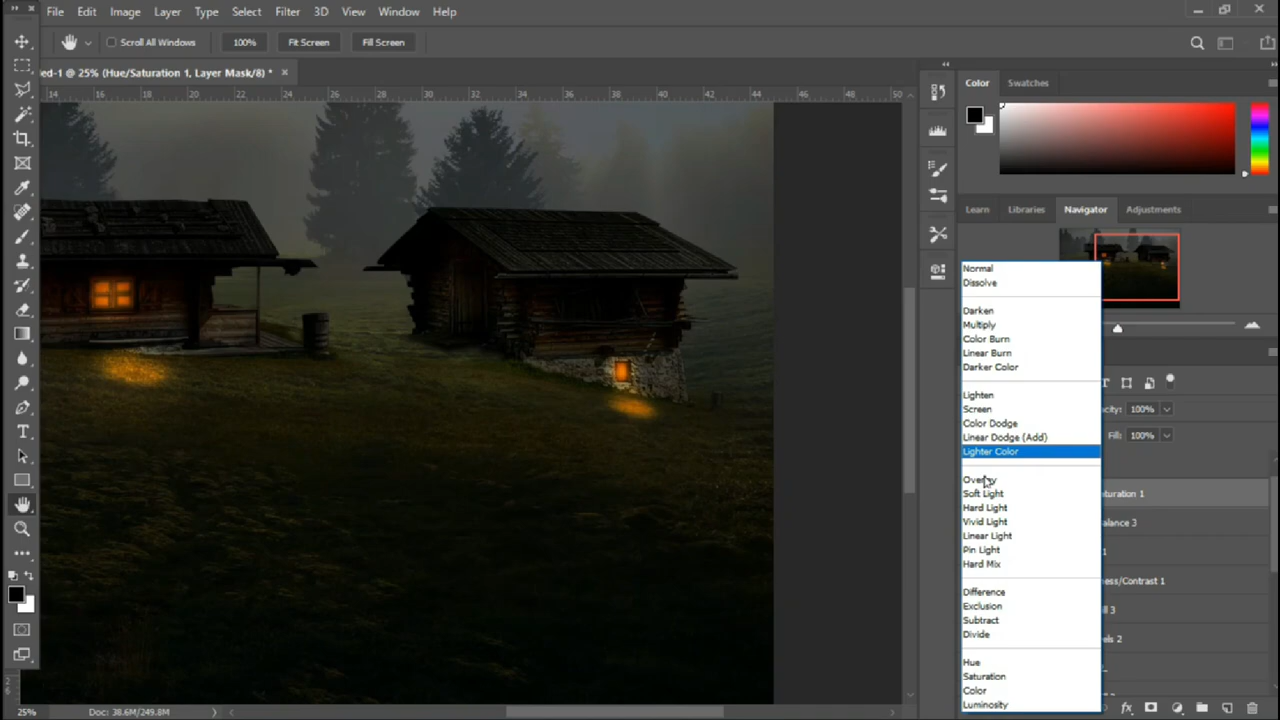 File Edit Image Layer Type Select Filter 3D View Window Help
Scroll All Windows 100% Fit Screen Fill Screen
ed-1 @ 25% (Hue/Saturation 1, Layer Mask/8) *
14 16 18 20 22 24 26 28 30 32 34 36 38 40 42 44 46 48 50
Color Swatches
Learn Libraries Navigator Adjustments
Normal
Dissolve
Darken
Multiply
Color Burn
Linear Burn
Darker Color
Lighten
Screen
Color Dodge
Linear Dodge (Add)
Lighter Color
Overlay
Soft Light
Hard Light
Vivid Light
Linear Light
Pin Light
Hard Mix
Difference
Exclusion
Subtract
Divide
Hue
Saturation
Color
Luminosity
city: 100%
Fill: 100%
turation 1
alance 3
1
ness/Contrast 1
ll 3
els 2
25% Doc: 38.6M/249.8M